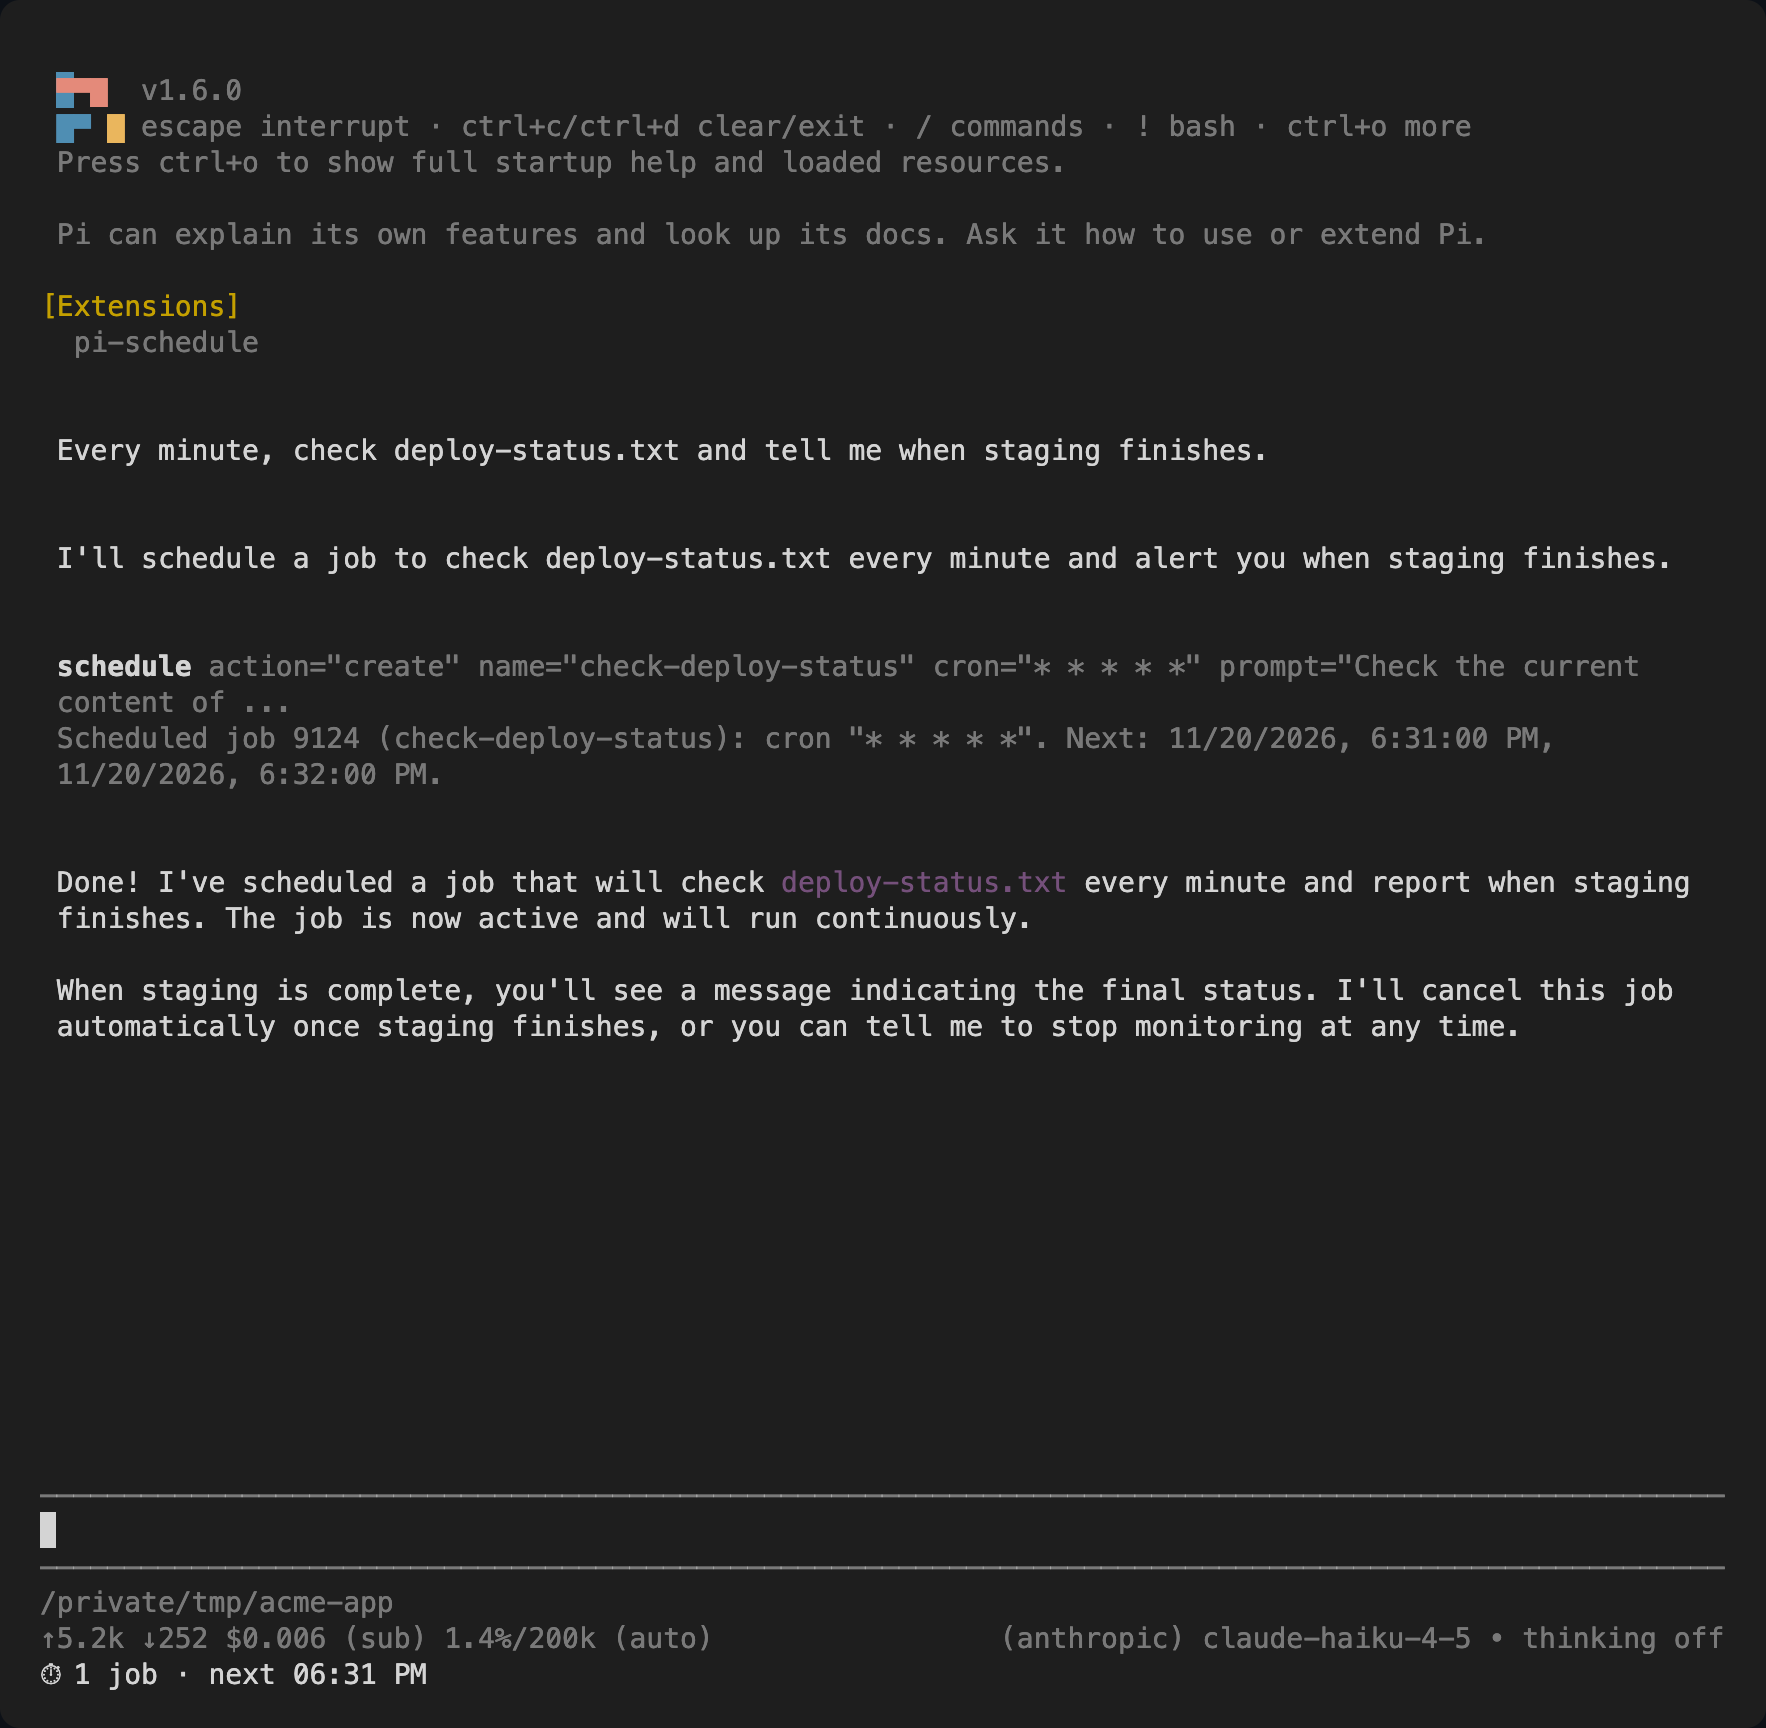 v1.6.0
escape interrupt · ctrl+c/ctrl+d clear/exit · / commands · ! bash · ctrl+o more
Press ctrl+o to show full startup help and loaded resources.
Pi can explain its own features and look up its docs. Ask it how to use or extend Pi.
[Extensions]
pi-schedule
Every minute, check deploy-status.txt and tell me when staging finishes.
I'll schedule a job to check deploy-status.txt every minute and alert you when staging finishes.
schedule action="create" name="check-deploy-status" cron="* * * * *" prompt="Check the current
content of ...
Scheduled job 9124 (check-deploy-status): cron "* * * * *". Next: 11/20/2026, 6:31:00 PM,
11/20/2026, 6:32:00 PM.
Done! I've scheduled a job that will check deploy-status.txt every minute and report when staging
finishes. The job is now active and will run continuously.
When staging is complete, you'll see a message indicating the final status. I'll cancel this job
automatically once staging finishes, or you can tell me to stop monitoring at any time.
/private/tmp/acme-app
↑5.2k ↓252 $0.006 (sub) 1.4%/200k (auto) (anthropic) claude-haiku-4-5 • thinking off
⏱ 1 job · next 06:31 PM